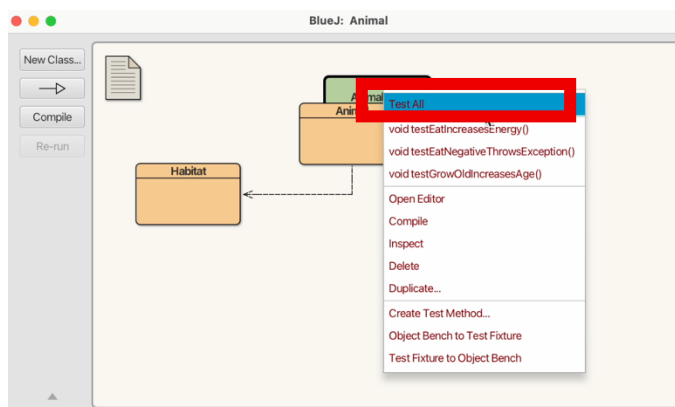 BlueJ: Animal
New Class...
Compile
Re-run
Habitat
Test All
void testEatIncreasesEnergy()
void testEatNegativeThrowsException()
void testGrowOldIncreasesAge()
Open Editor
Compile
Inspect
Delete
Duplicate...
Create Test Method...
Object Bench to Test Fixture
Test Fixture to Object Bench